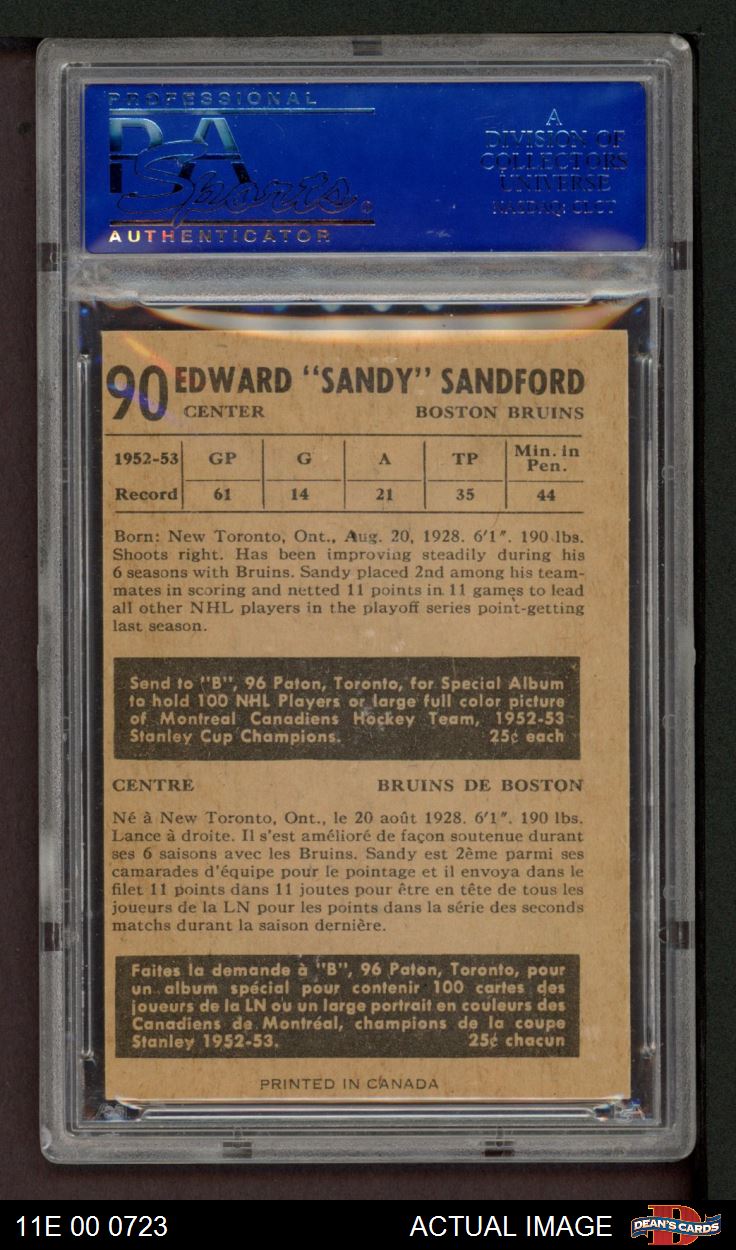 PROFESSIONAL
PSA
Sports
AUTHENTICATOR
A
DIVISION OF
COLLECTORS
UNIVERSE
NASDAQ: CLCT
90 EDWARD "SANDY" SANDFORD
CENTER BOSTON BRUINS
1952-53 GP G A TP Min. in Pen.
Record 61 14 21 35 44
Born: New Toronto, Ont., Aug. 20, 1928. 6'1". 190 lbs.
Shoots right. Has been improving steadily during his
6 seasons with Bruins. Sandy placed 2nd among his team-
mates in scoring and netted 11 points in 11 games to lead
all other NHL players in the playoff series point-getting
last season.
Send to "B", 96 Paton, Toronto, for Special Album
to hold 100 NHL Players or large full color picture
of Montreal Canadiens Hockey Team, 1952-53
Stanley Cup Champions. 25¢ each
CENTRE BRUINS DE BOSTON
Né à New Toronto, Ont., le 20 août 1928. 6'1". 190 lbs.
Lance à droite. Il s'est amélioré de façon soutenue durant
ses 6 saisons avec les Bruins. Sandy est 2ème parmi ses
camarades d'équipe pour le pointage et il envoya dans le
filet 11 points dans 11 joutes pour être en tête de tous les
joueurs de la LN pour les points dans la série des seconds
matchs durant la saison dernière.
Faites la demande à "B", 96 Paton, Toronto, pour
un album spécial pour contenir 100 cartes des
joueurs de la LN ou un large portrait en couleurs des
Canadiens de Montréal, champions de la coupe
Stanley 1952-53. 25¢ chacun
PRINTED IN CANADA
11E 00 0723 ACTUAL IMAGE DEAN'S CARDS